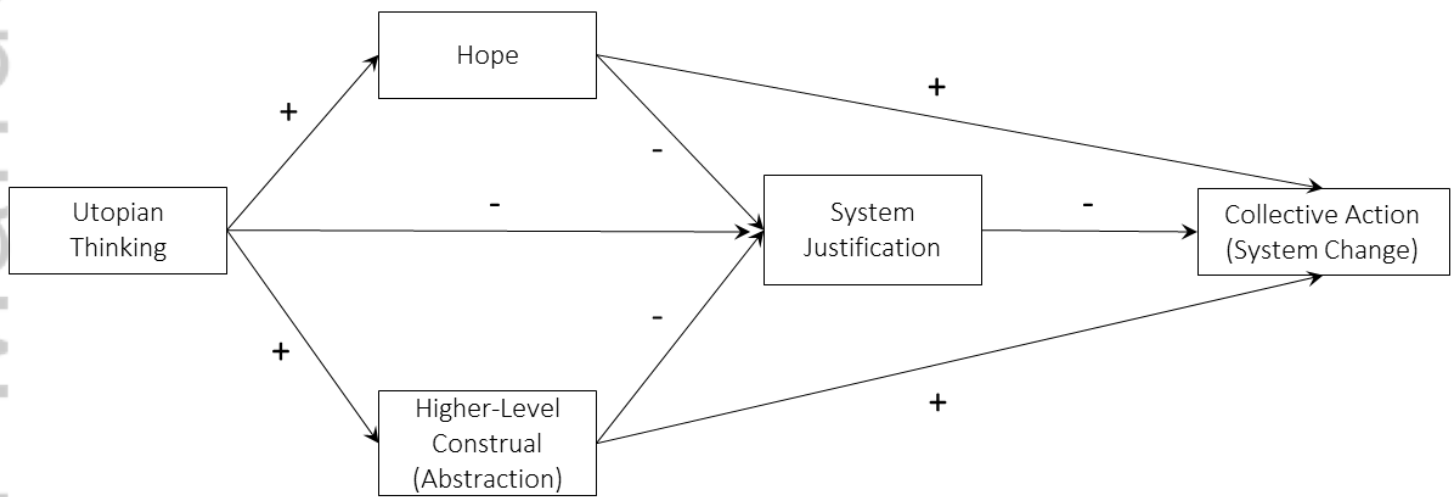 Hope
+
+
-
Utopian
Thinking
-
System
Justification
-
Collective Action
(System Change)
-
+
+
Higher-Level
Construal
(Abstraction)